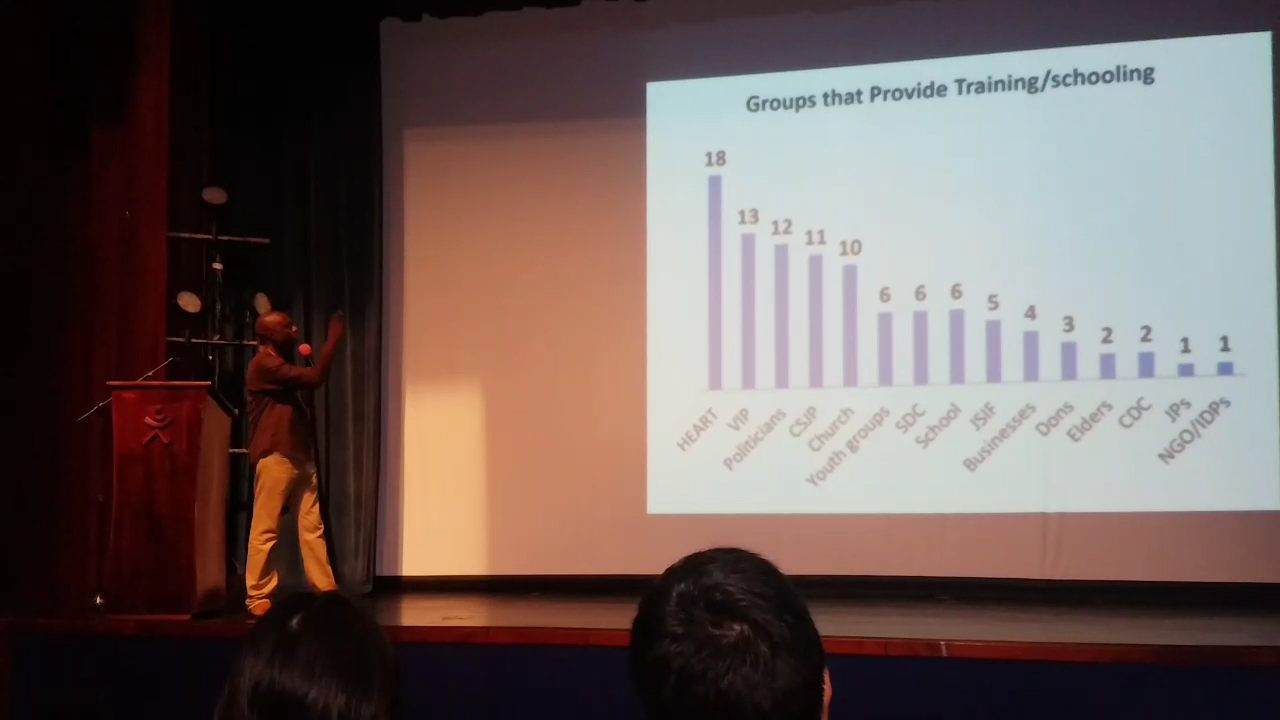 Groups that Provide Training/schooling
18
13
12
11
10
6
6
6
5
4
3
2
2
1
1
HEART
VIP
Politicians
CSJP
Church
Youth groups
SDC
School
JSIF
Businesses
Dons
Elders
CDC
JPs
NGO/IDPs